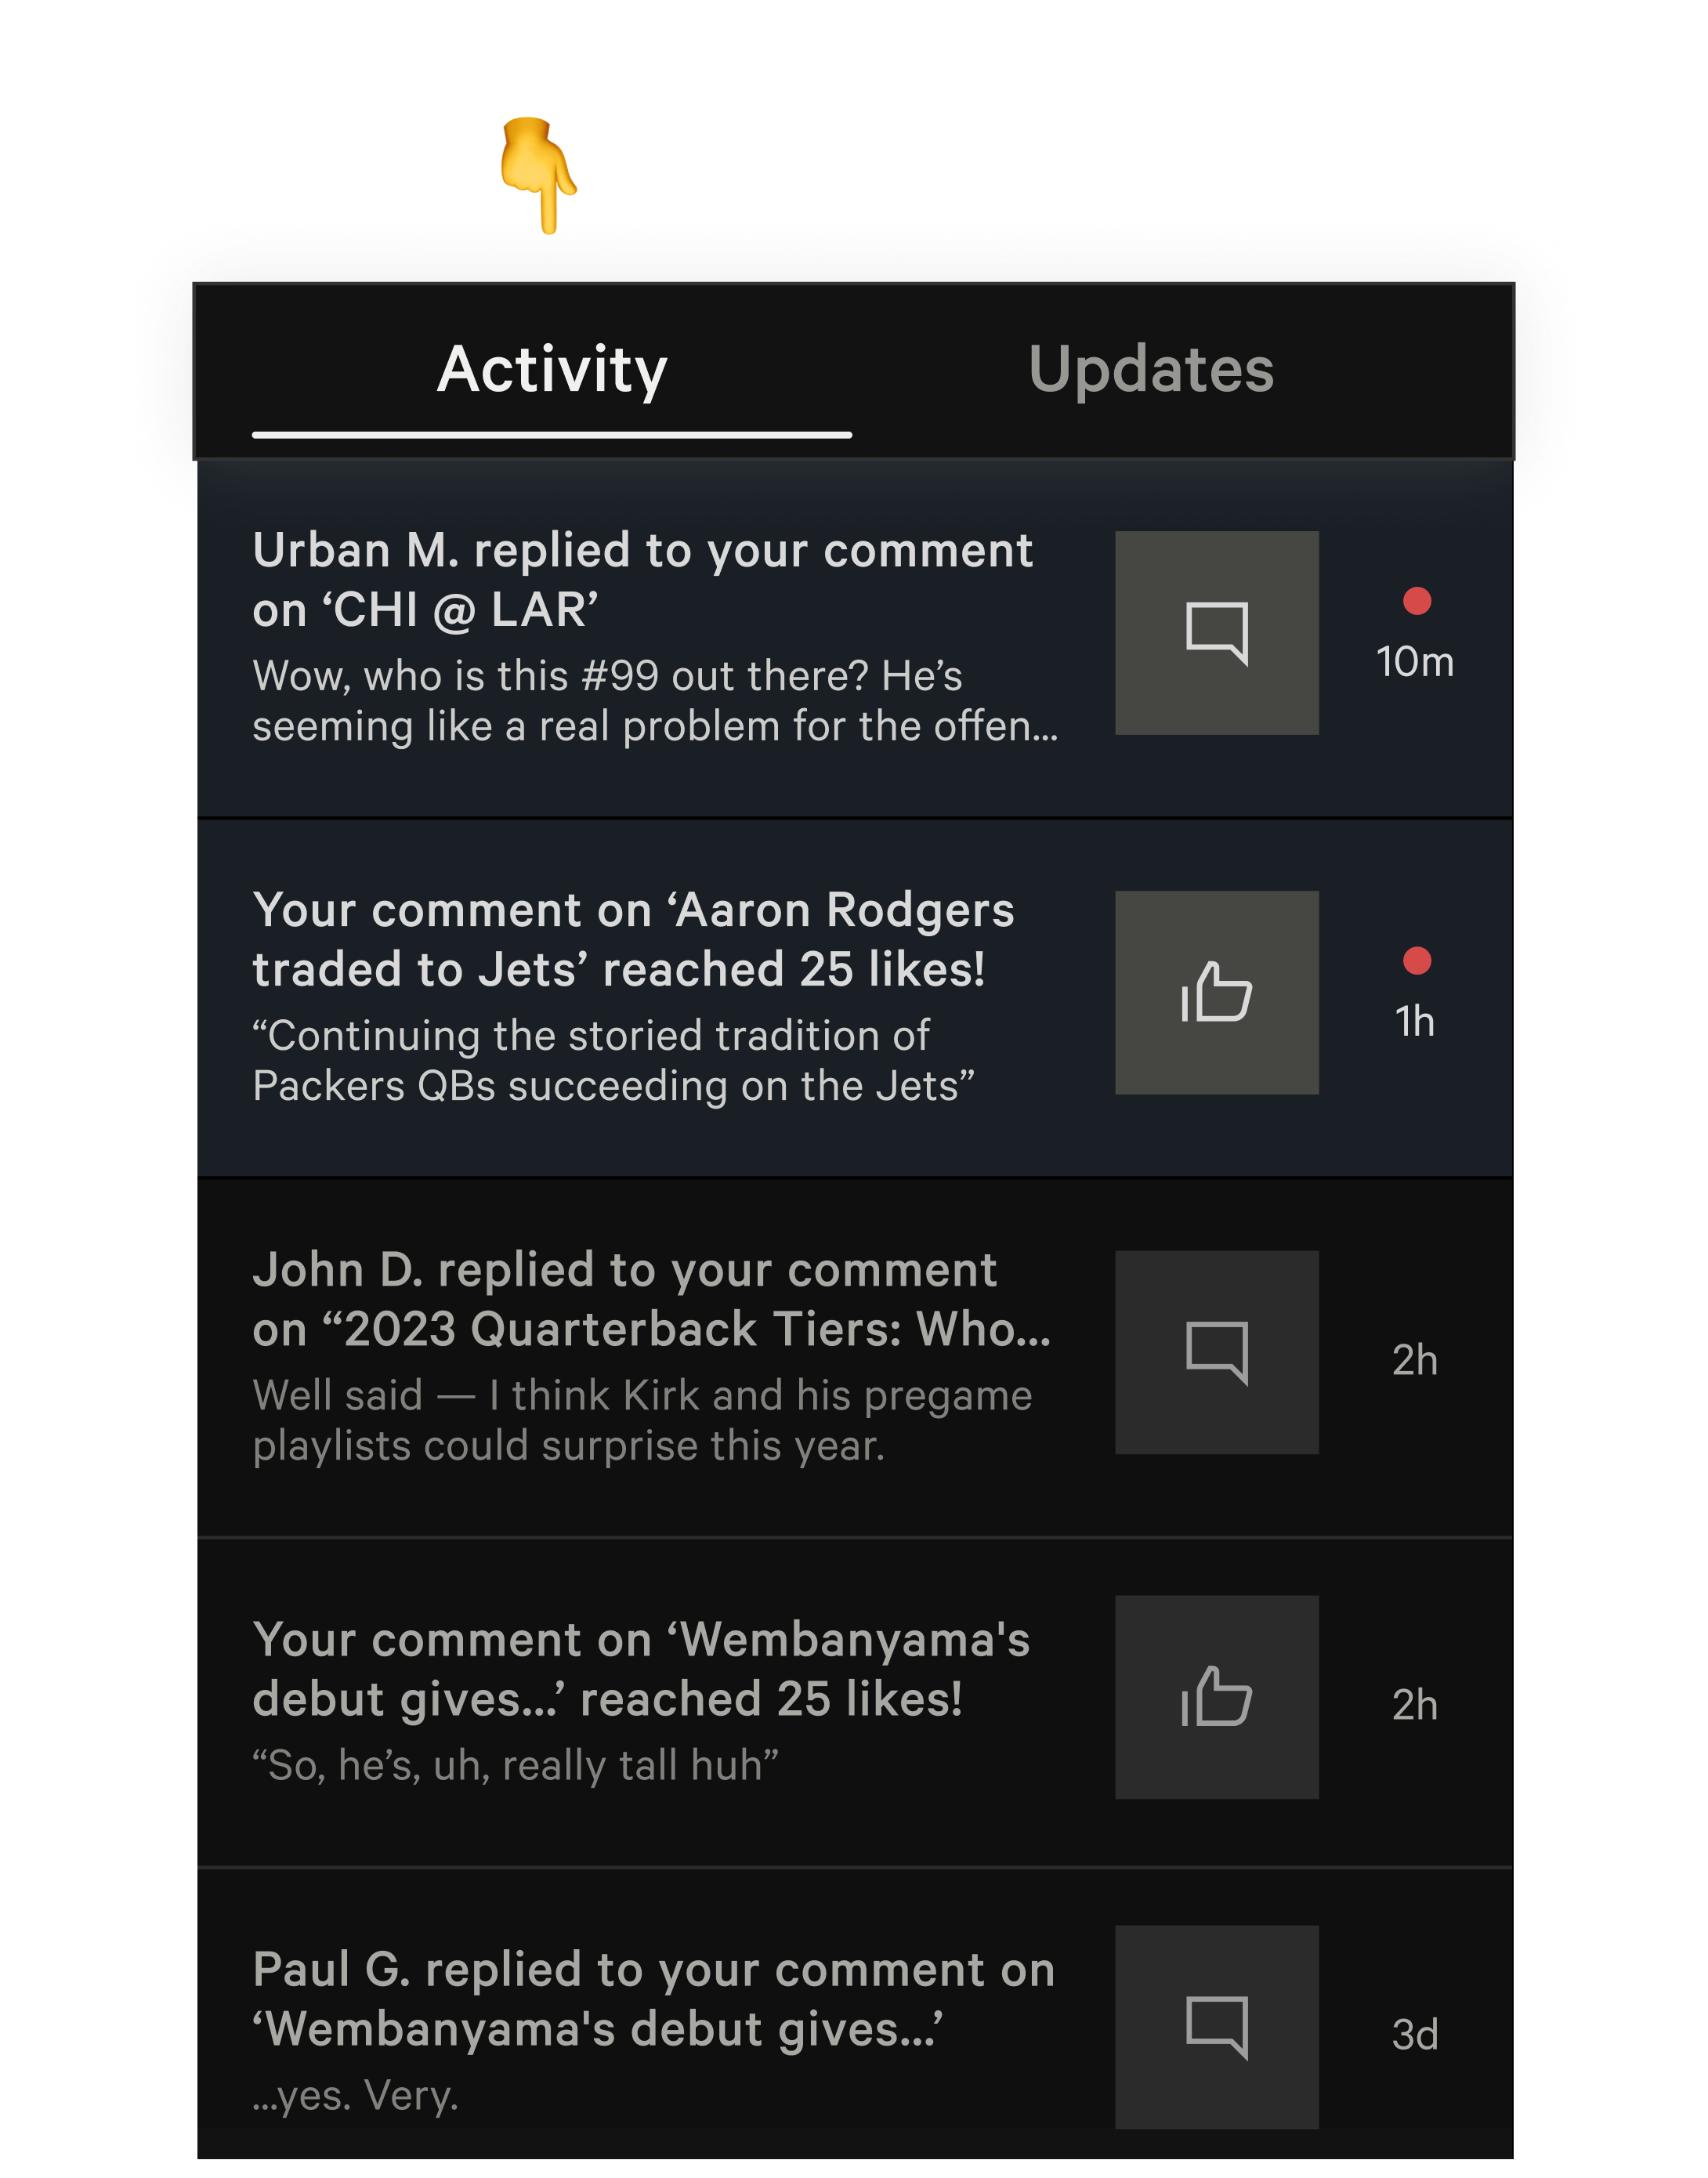 Activity
Updates
Urban M. replied to your comment
on ‘CHI @ LAR’
Wow, who is this #99 out there? He’s
seeming like a real problem for the offen...
10m
Your comment on ‘Aaron Rodgers
traded to Jets’ reached 25 likes!
“Continuing the storied tradition of
Packers QBs succeeding on the Jets”
1h
John D. replied to your comment
on “2023 Quarterback Tiers: Who...
Well said — I think Kirk and his pregame
playlists could surprise this year.
2h
Your comment on ‘Wembanyama's
debut gives...’ reached 25 likes!
“So, he’s, uh, really tall huh”
2h
Paul G. replied to your comment on
‘Wembanyama's debut gives...’
...yes. Very.
3d